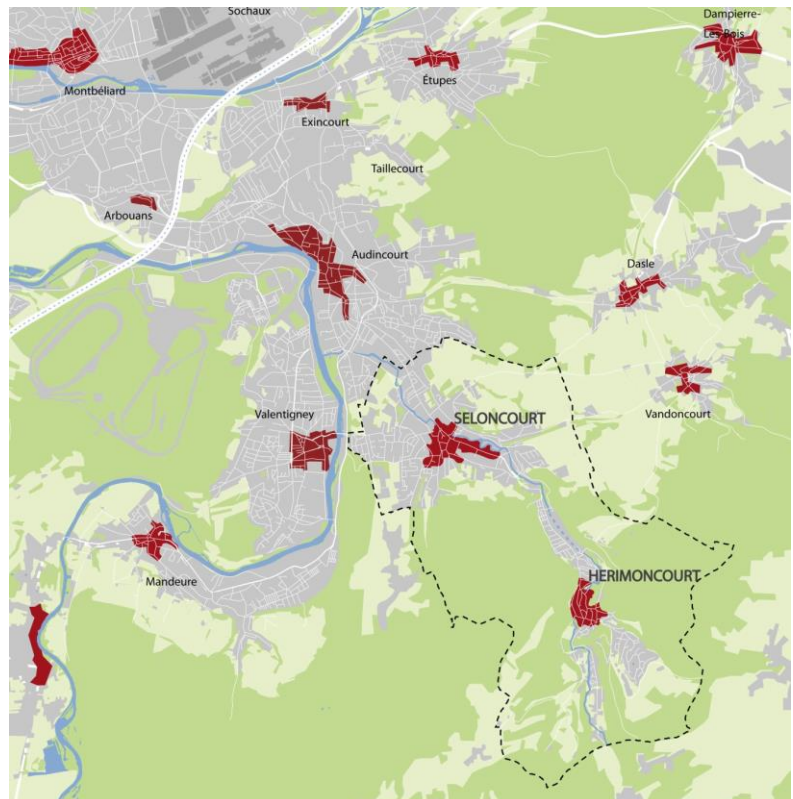 Sochaux
Dampierre-
Les-Bois
Montbéliard
Étupes
Exincourt
Taillecourt
Arbouans
Audincourt
Dasle
Valentigney
SELONCOURT
Vandoncourt
Mandeure
HERIMONCOURT